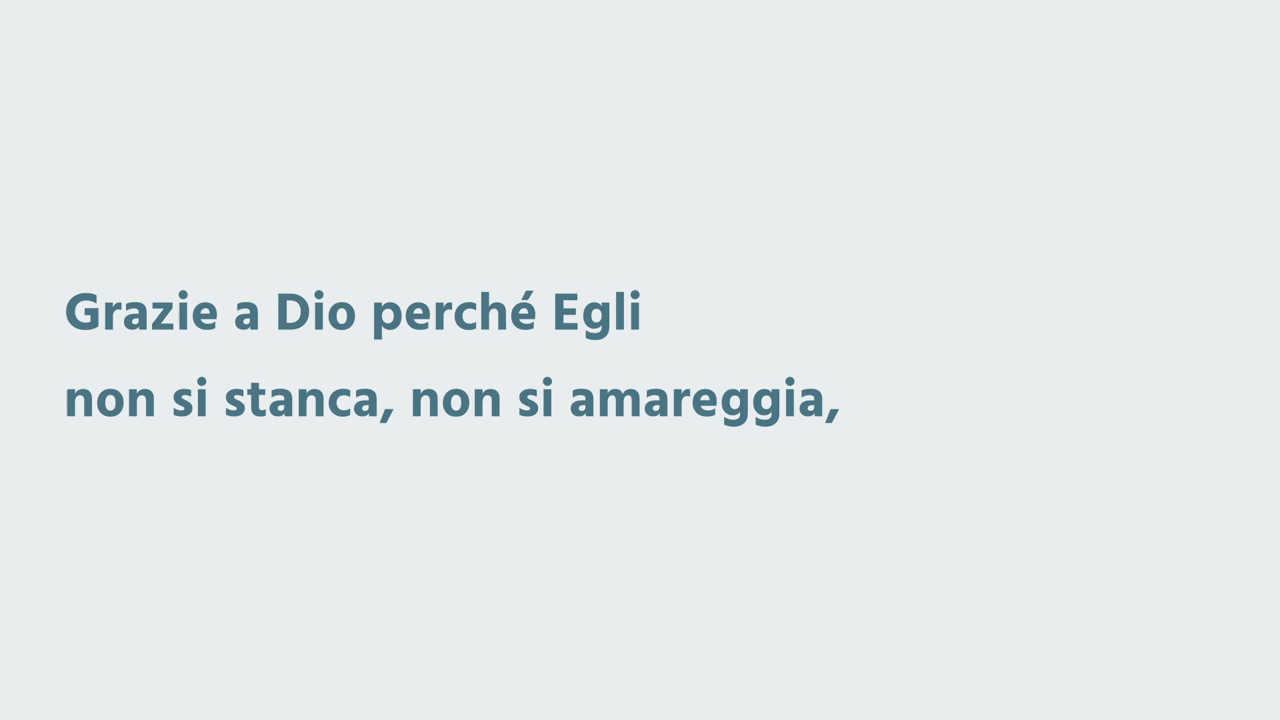 Grazie a Dio perché Egli
non si stanca, non si amareggia,